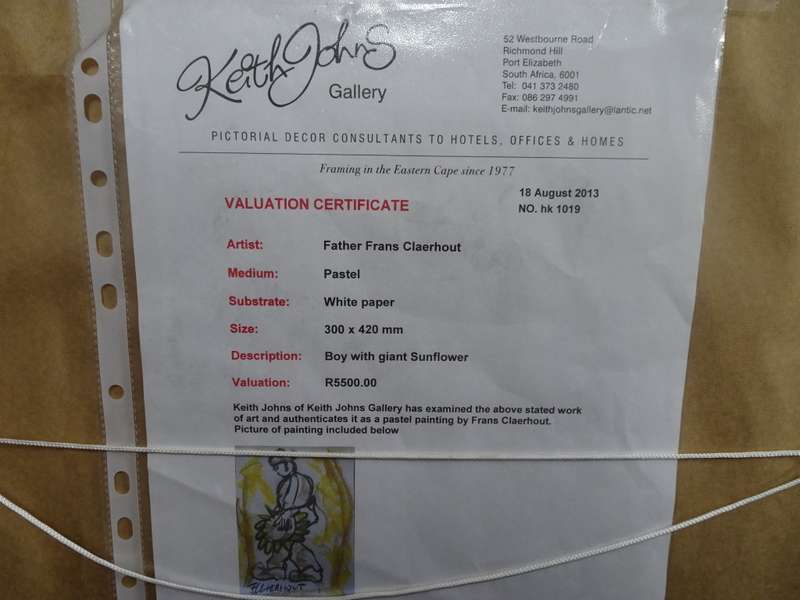 Keith Johns
Gallery
52 Westbourne Road
Richmond Hill
Port Elizabeth
South Africa, 6001
Tel: 041 373 2480
Fax: 086 297 4991
E-mail: keithjohnsgallery@lantic.net
PICTORIAL DECOR CONSULTANTS TO HOTELS, OFFICES & HOMES
Framing in the Eastern Cape since 1977
18 August 2013
VALUATION CERTIFICATE
NO. hk 1019
Artist: Father Frans Claerhout
Medium: Pastel
Substrate: White paper
Size: 300 x 420 mm
Description: Boy with giant Sunflower
Valuation: R5500.00
Keith Johns of Keith Johns Gallery has examined the above stated work
of art and authenticates it as a pastel painting by Frans Claerhout.
Picture of painting included below